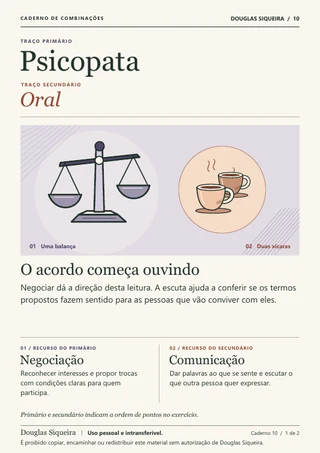 CADERNO DE COMBINAÇÕES
DOUGLAS SIQUEIRA / 10
TRAÇO PRIMÁRIO
Psicopata
TRAÇO SECUNDÁRIO
Oral
01 Uma balança
02 Duas xícaras
O acordo começa ouvindo
Negociar dá a direção desta leitura. A escuta ajuda a conferir se os termos
propostos fazem sentido para as pessoas que vão conviver com eles.
01 / RECURSO DO PRIMÁRIO
Negociação
Reconhecer interesses e propor trocas
com condições claras para quem
participa.
02 / RECURSO DO SECUNDÁRIO
Comunicação
Dar palavras ao que se sente e escutar o
que outra pessoa quer expressar.
Primário e secundário indicam a ordem de pontos no exercício.
Douglas Siqueira | Uso pessoal e intransferível.
Caderno 10 / 1 de 2
É proibido copiar, encaminhar ou redistribuir este material sem autorização de Douglas Siqueira.